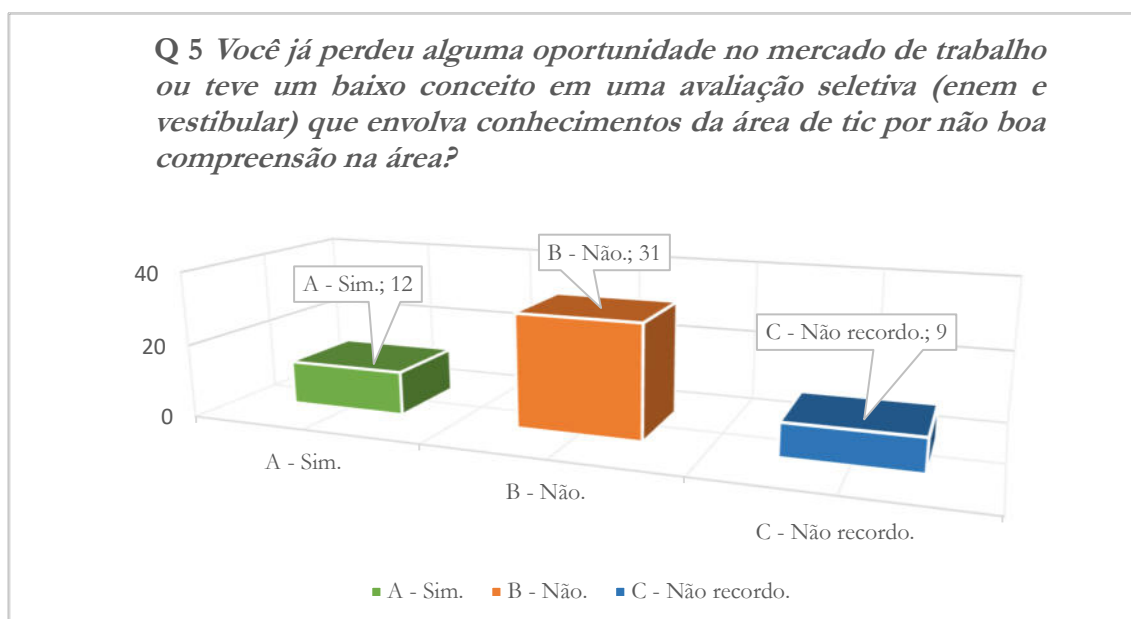 Q 5 Você já perdeu alguma oportunidade no mercado de trabalho
ou teve um baixo conceito em uma avaliação seletiva (enem e
vestibular) que envolva conhecimentos da área de tic por não boa
compreensão na área?
40
20
0
A - Sim.; 12
B - Não.; 31
C - Não recordo.; 9
A - Sim.
B - Não.
C - Não recordo.
A - Sim. B - Não. C - Não recordo.